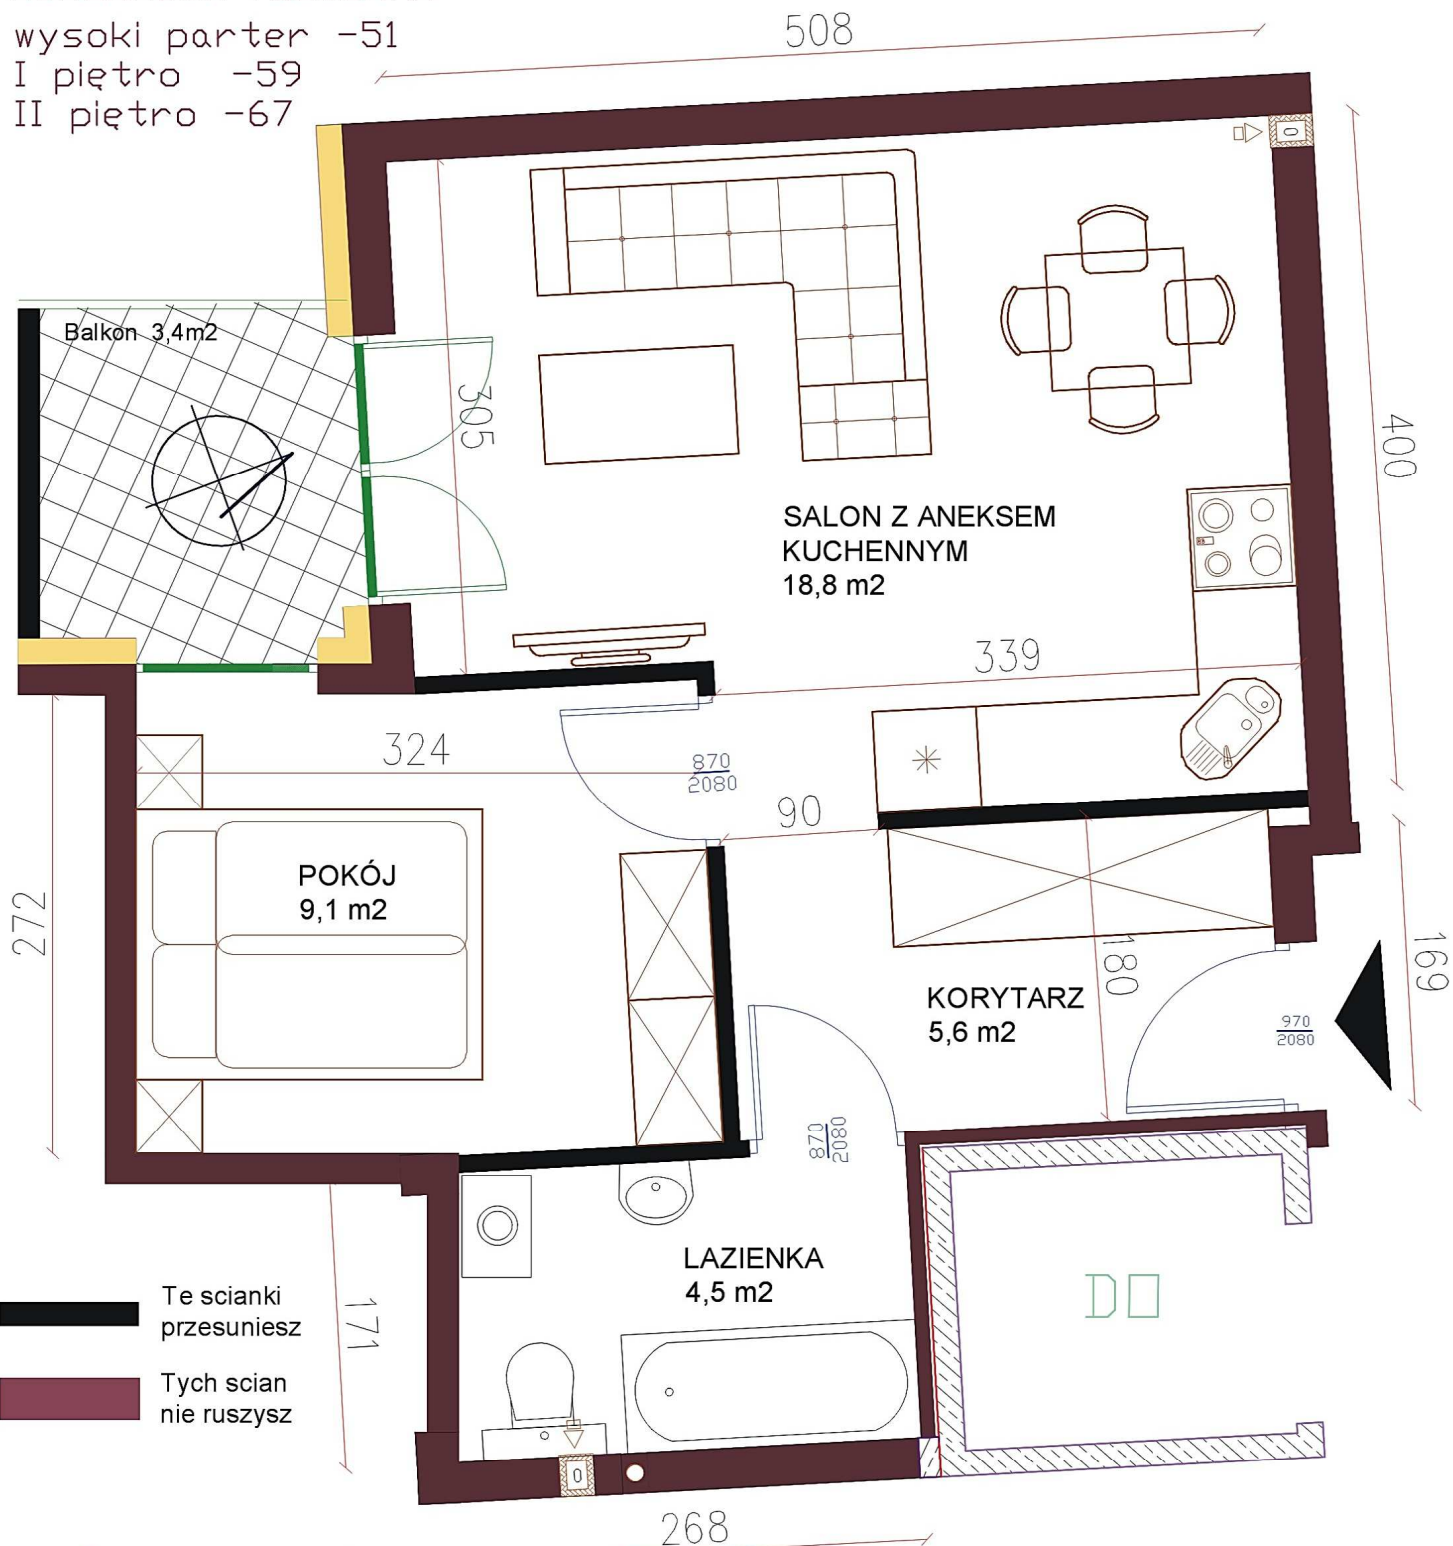 wysoki parter -51
I piętro -59
II piętro -67
508
Balkon 3,4m2
305
400
SALON Z ANEKSEM
KUCHENNYM
18,8 m2
339
324
870
2080
90
POKÓJ
9,1 m2
272
180
169
KORYTARZ
5,6 m2
970
2080
870
2080
LAZIENKA
4,5 m2
Te scianki
przesuniesz
171
Tych scian
nie ruszysz
268